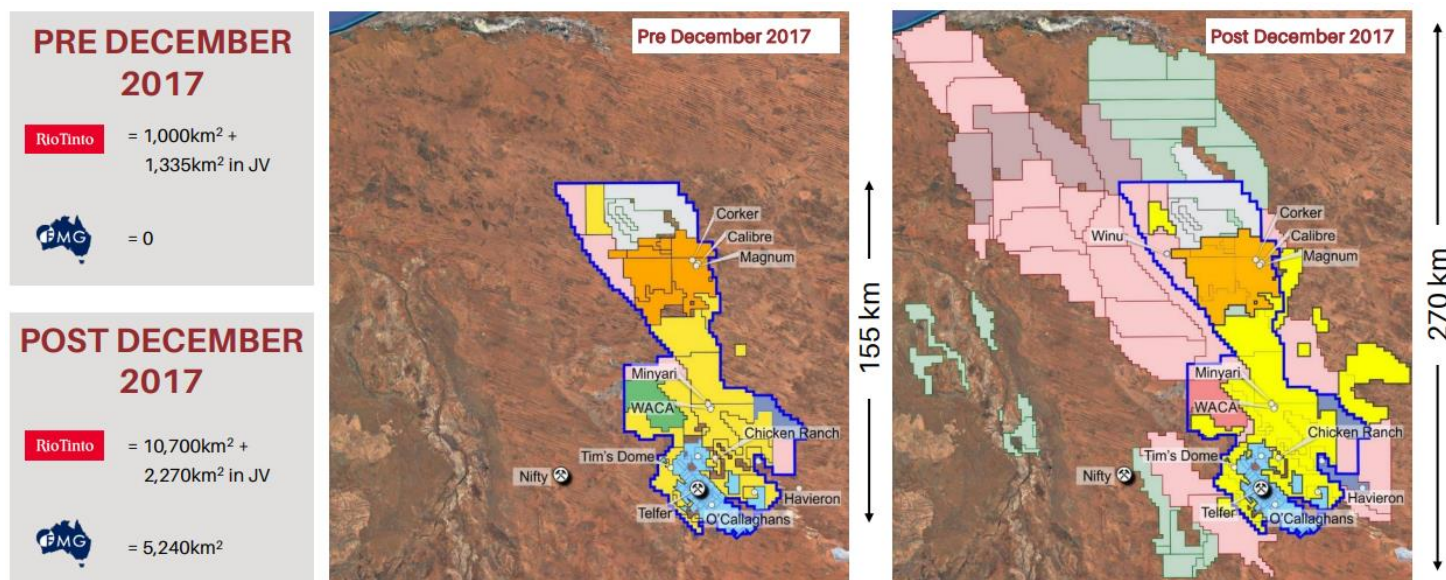 PRE DECEMBER
2017
RioTinto
= 1,000km² +
1,335km² in JV
FMG
= 0
POST DECEMBER
2017
RioTinto
= 10,700km² +
2,270km² in JV
FMG
= 5,240km²
Pre December 2017
Corker
Calibre
Magnum
Minyari
WACA
Chicken Ranch
Tim's Dome
Nifty
Havieron
Telfer
O'Callaghans
155 km
Post December 2017
Corker
Winu
Calibre
Magnum
Minyari
WACA
Chicken Ranch
Tim's Dome
Nifty
Havieron
Telfer
O'Callaghans
270 km